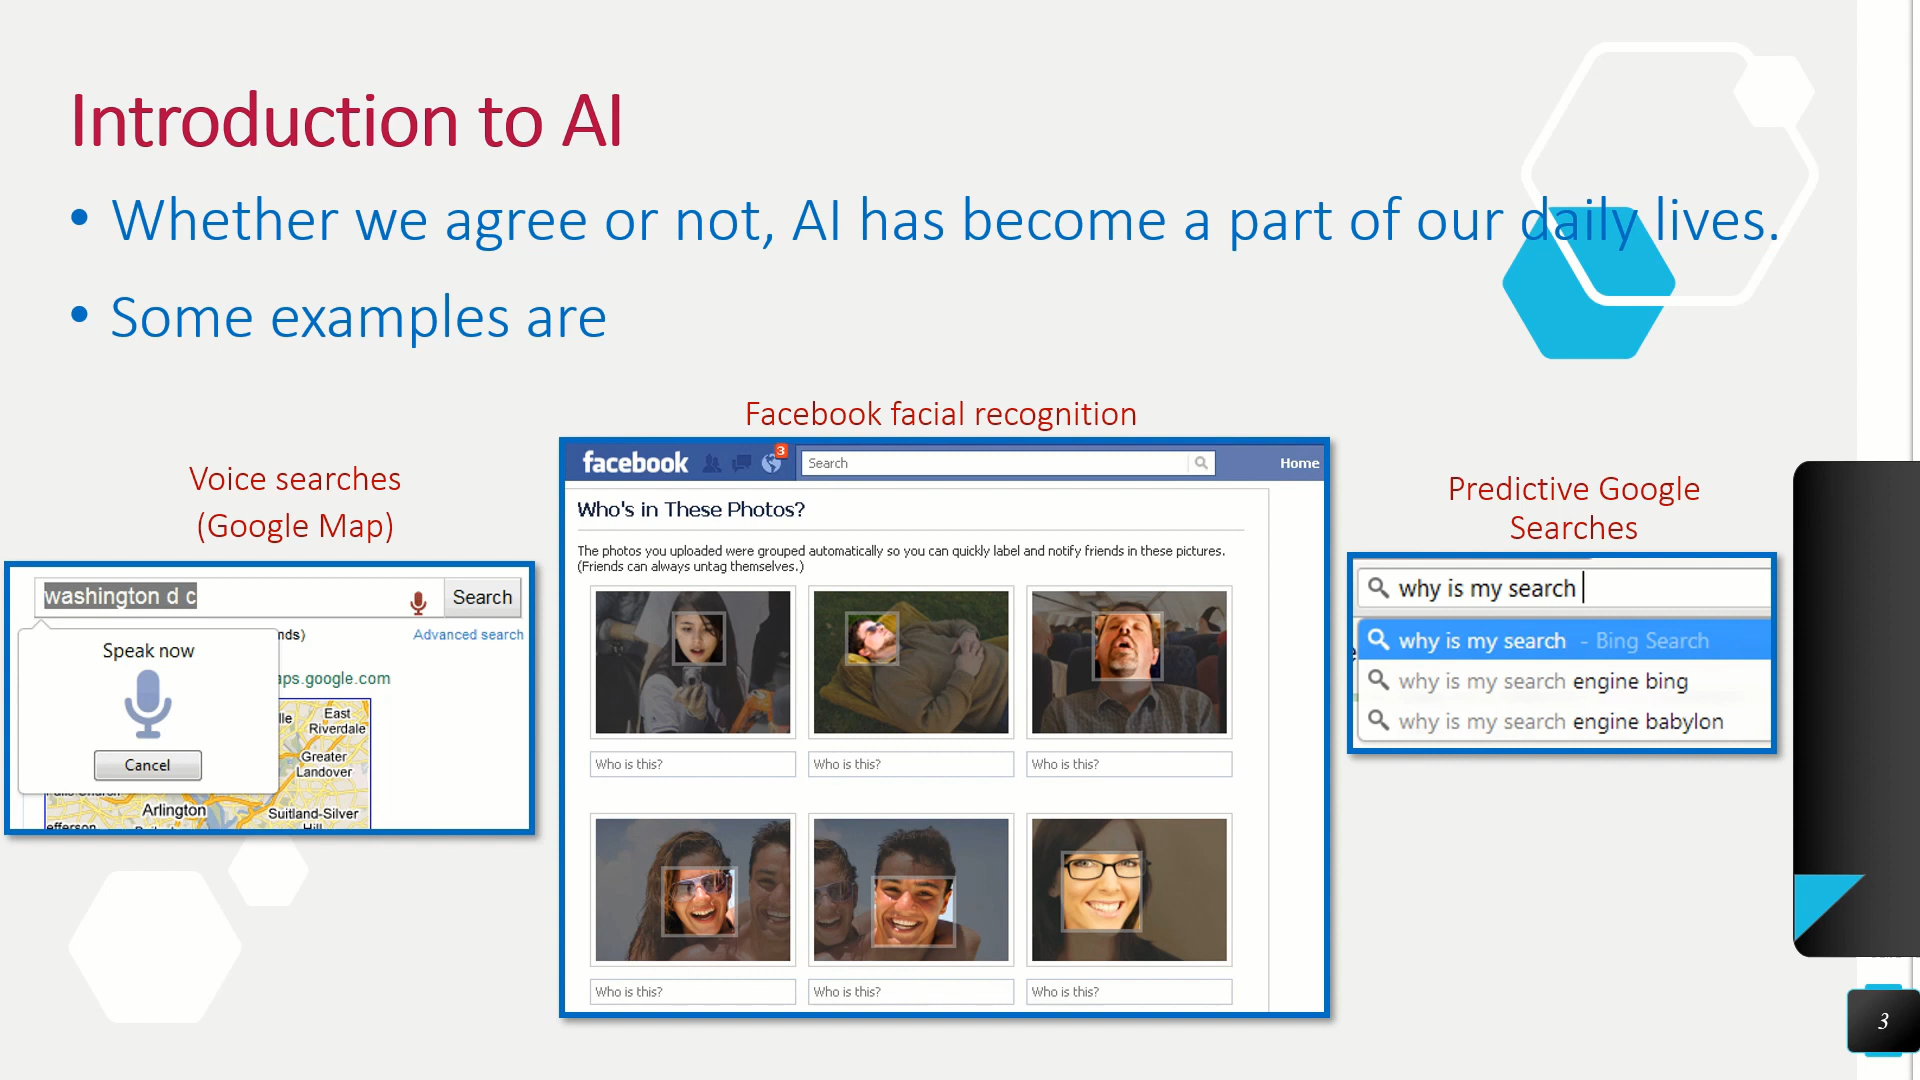 Introduction to AI
• Whether we agree or not, AI has become a part of our daily lives.
• Some examples are
Voice searches
(Google Map)
washington d c
Search
nds)
Advanced search
Speak now
aps.google.com
Cancel
lle
East
Riverdale
Greater
Landover
Arlington
Suitland-Silver
Hill
efferson
Facebook facial recognition
facebook
3
Search
Home
Who's in These Photos?
The photos you uploaded were grouped automatically so you can quickly label and notify friends in these pictures.
(Friends can always untag themselves.)
Who is this?
Who is this?
Who is this?
Who is this?
Who is this?
Who is this?
Predictive Google
Searches
why is my search
why is my search - Bing Search
why is my search engine bing
why is my search engine babylon
3